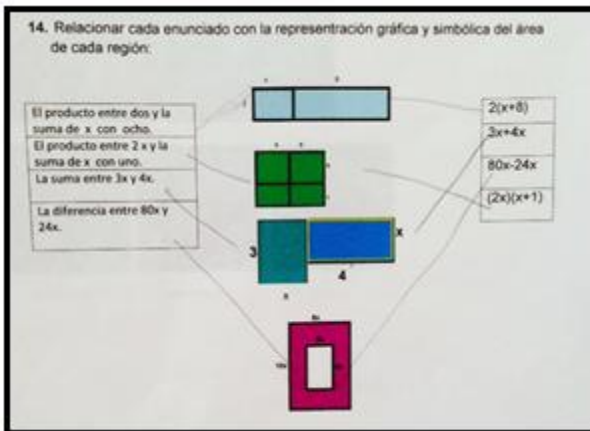 14. Relacionar cada enunciado con la representración gráfica y simbólica del área
de cada región:
El producto entre dos y la
suma de x con ocho.
El producto entre 2 x y la
suma de x con uno.
La suma entre 3x y 4x.
La diferencia entre 80x y
24x.
2(x+8)
3x+4x
80x-24x
(2x)(x+1)
3
x
4